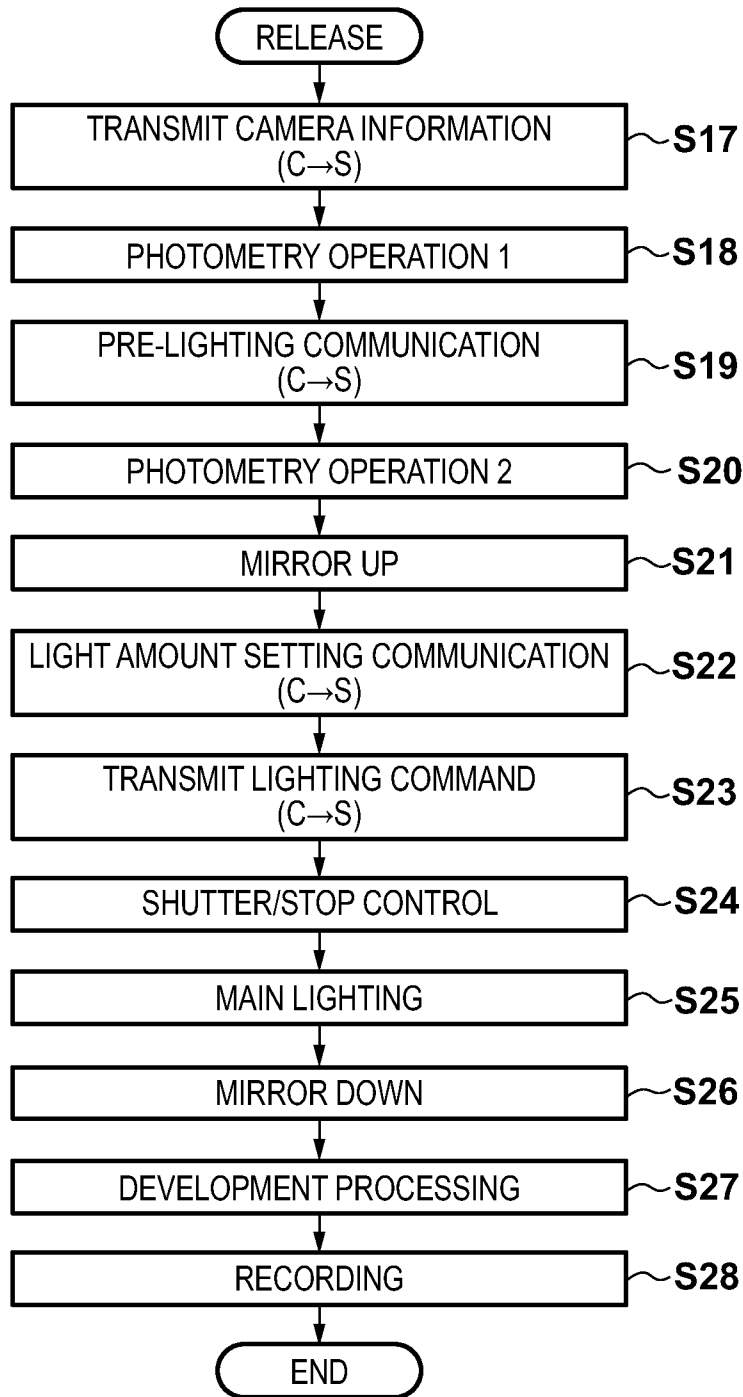 RELEASE
TRANSMIT CAMERA INFORMATION
(C→S)
S17
PHOTOMETRY OPERATION 1
S18
PRE-LIGHTING COMMUNICATION
(C→S)
S19
PHOTOMETRY OPERATION 2
S20
MIRROR UP
S21
LIGHT AMOUNT SETTING COMMUNICATION
(C→S)
S22
TRANSMIT LIGHTING COMMAND
(C→S)
S23
SHUTTER/STOP CONTROL
S24
MAIN LIGHTING
S25
MIRROR DOWN
S26
DEVELOPMENT PROCESSING
S27
RECORDING
S28
END